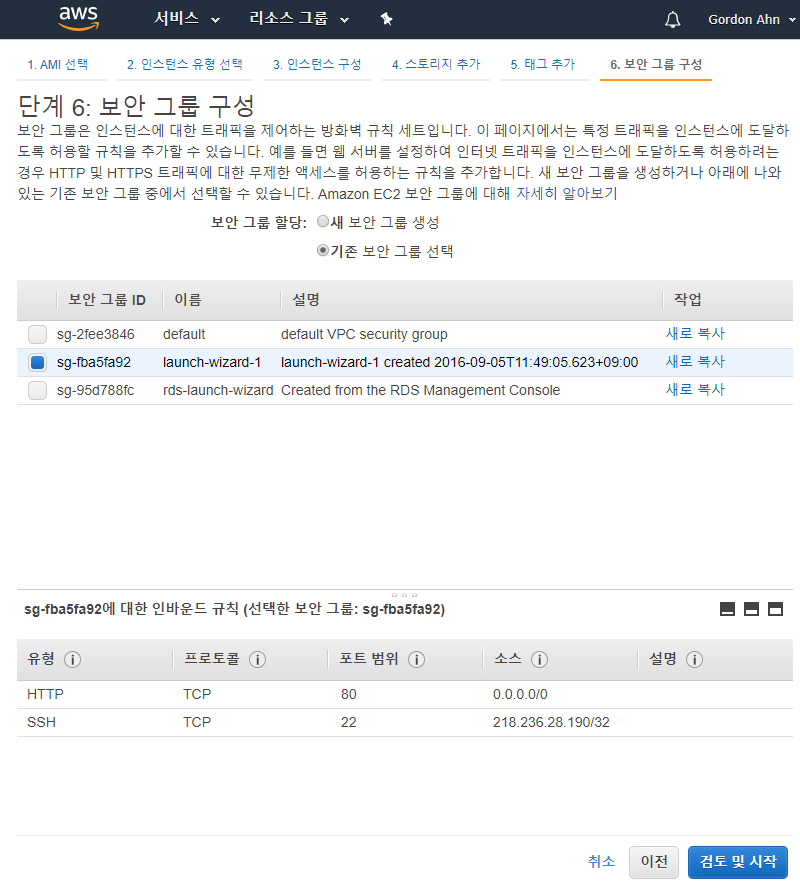 aws 서비스 리소스 그룹 Gordon Ahn
1. AMI 선택 2. 인스턴스 유형 선택 3. 인스턴스 구성 4. 스토리지 추가 5. 태그 추가 6. 보안 그룹 구성
단계 6: 보안 그룹 구성
보안 그룹은 인스턴스에 대한 트래픽을 제어하는 방화벽 규칙 세트입니다. 이 페이지에서는 특정 트래픽을 인스턴스에 도달하
도록 허용할 규칙을 추가할 수 있습니다. 예를 들면 웹 서버를 설정하여 인터넷 트래픽을 인스턴스에 도달하도록 허용하려는
경우 HTTP 및 HTTPS 트래픽에 대한 무제한 액세스를 허용하는 규칙을 추가합니다. 새 보안 그룹을 생성하거나 아래에 나와
있는 기존 보안 그룹 중에서 선택할 수 있습니다. Amazon EC2 보안 그룹에 대해 자세히 알아보기
보안 그룹 할당: 새 보안 그룹 생성
기존 보안 그룹 선택
보안 그룹 ID 이름 설명 작업
sg-2fee3846 default default VPC security group 새로 복사
sg-fba5fa92 launch-wizard-1 launch-wizard-1 created 2016-09-05T11:49:05.623+09:00 새로 복사
sg-95d788fc rds-launch-wizard Created from the RDS Management Console 새로 복사
sg-fba5fa92에 대한 인바운드 규칙 (선택한 보안 그룹: sg-fba5fa92)
유형 i 프로토콜 i 포트 범위 i 소스 i 설명 i
HTTP TCP 80 0.0.0.0/0
SSH TCP 22 218.236.28.190/32
취소 이전 검토 및 시작